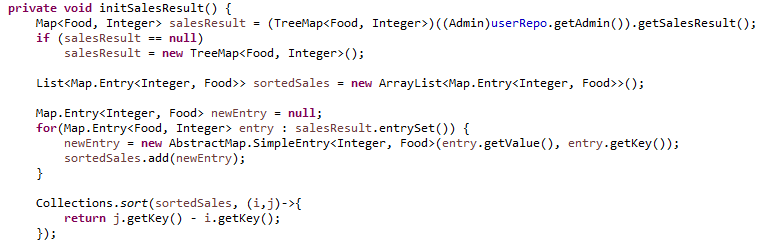 private void initSalesResult() {
    Map<Food, Integer> salesResult = (TreeMap<Food, Integer>)((Admin)userRepo.getAdmin()).getSalesResult();
    if (salesResult == null)
        salesResult = new TreeMap<Food, Integer>();

    List<Map.Entry<Integer, Food>> sortedSales = new ArrayList<Map.Entry<Integer, Food>>();

    Map.Entry<Integer, Food> newEntry = null;
    for(Map.Entry<Food, Integer> entry : salesResult.entrySet()) {
        newEntry = new AbstractMap.SimpleEntry<Integer, Food>(entry.getValue(), entry.getKey());
        sortedSales.add(newEntry);
    }

    Collections.sort(sortedSales, (i,j)->{
        return j.getKey() - i.getKey();
    });